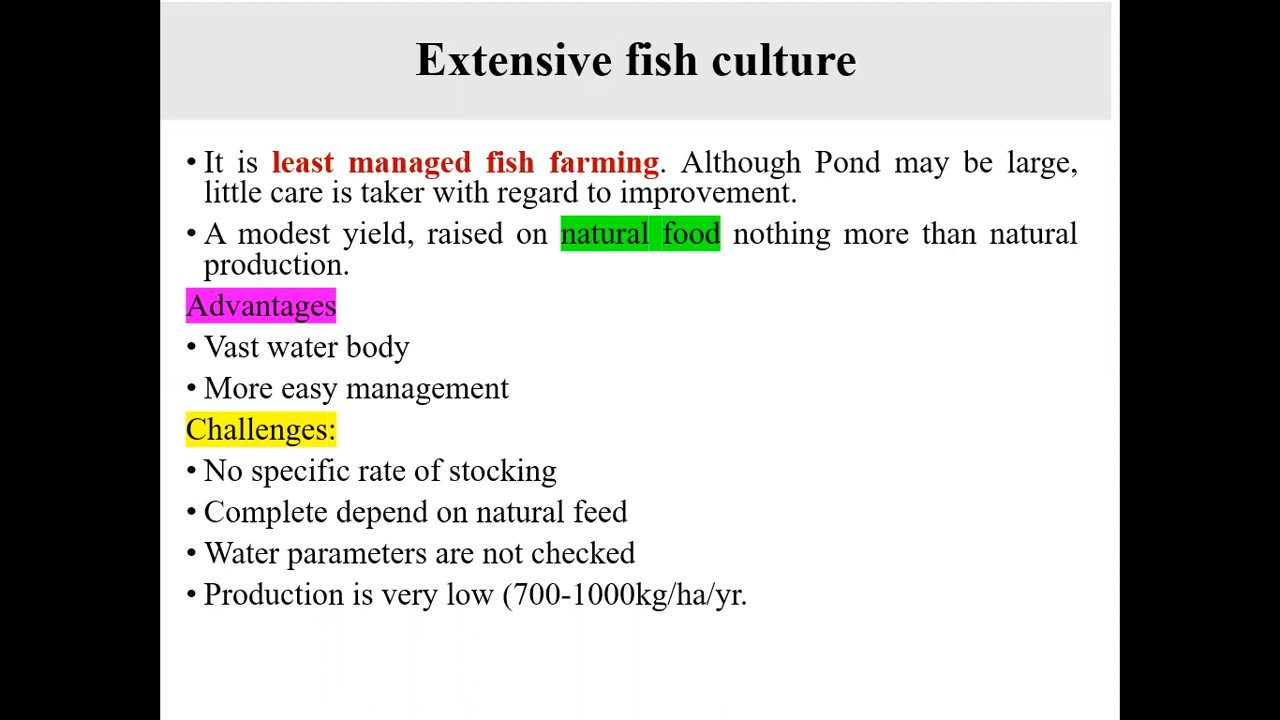 Extensive fish culture
• It is least managed fish farming. Although Pond may be large,
little care is taker with regard to improvement.
• A modest yield, raised on natural food nothing more than natural
production.
Advantages
• Vast water body
• More easy management
Challenges:
• No specific rate of stocking
• Complete depend on natural feed
• Water parameters are not checked
• Production is very low (700-1000kg/ha/yr.